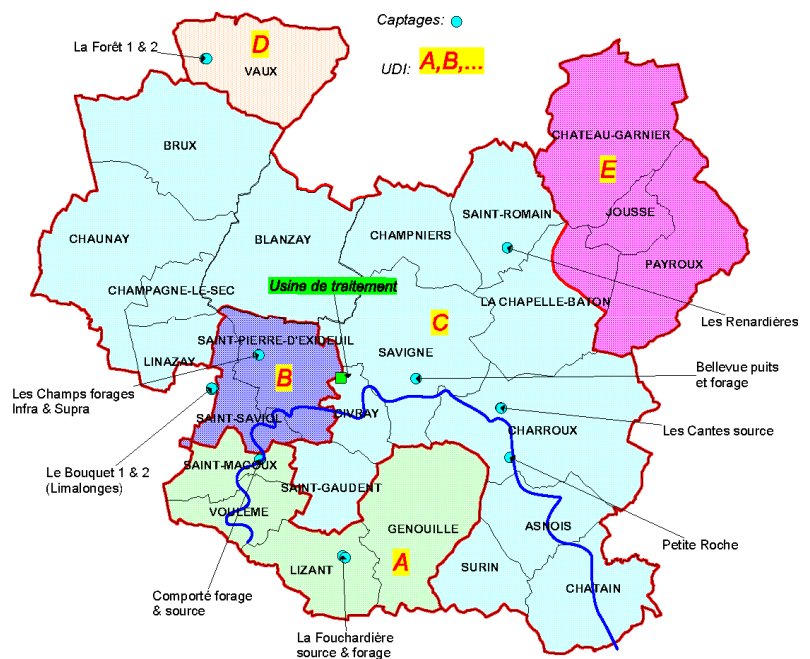 Captages:
La Forêt 1 & 2
D
VAUX
UDI: A,B,...
BRUX
CHATEAU-GARNIER
E
SAINT-ROMAIN
JOUSSE
CHAUNAY
BLANZAY
CHAMPNIERS
PAYROUX
CHAMPAGNE-LE-SEC
Usine de traitement
LA CHAPELLE-BATON
Les Renardières
C
SAINT-PIERRE-D'EXIDEUIL
LINAZAY
SAVIGNE
B
Bellevue puits
et forage
Les Champs forages
Infra & Supra
SAINT-SAVIOL
CIVRAY
CHARROUX
Les Cantes source
Le Bouquet 1 & 2
(Limalonges)
SAINT-MACOUX
SAINT-GAUDENT
VOULEME
GENOUILLE
ASNOIS
Petite Roche
A
LIZANT
SURIN
CHATAIN
Comporté forage
& source
La Fouchardière
source & forage